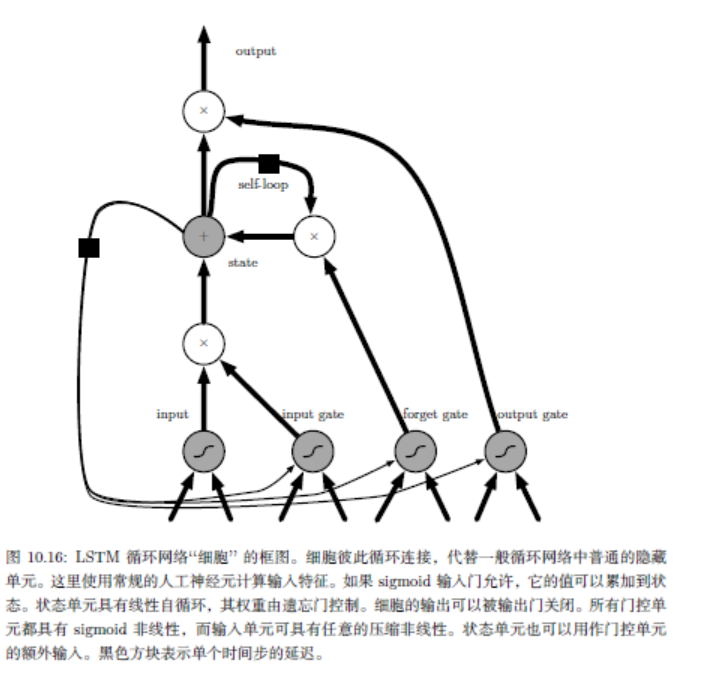 output
×
self-loop
+
×
state
×
input
input gate
forget gate
output gate
图 10.16: LSTM 循环网络“细胞” 的框图。细胞彼此循环连接，代替一般循环网络中普通的隐藏
单元。这里使用常规的人工神经元计算输入特征。如果 sigmoid 输入门允许，它的值可以累加到状
态。状态单元具有线性自循环，其权重由遗忘门控制。细胞的输出可以被输出门关闭。所有门控单
元都具有 sigmoid 非线性，而输入单元可具有任意的压缩非线性。状态单元也可以用作门控单元
的额外输入。黑色方块表示单个时间步的延迟。